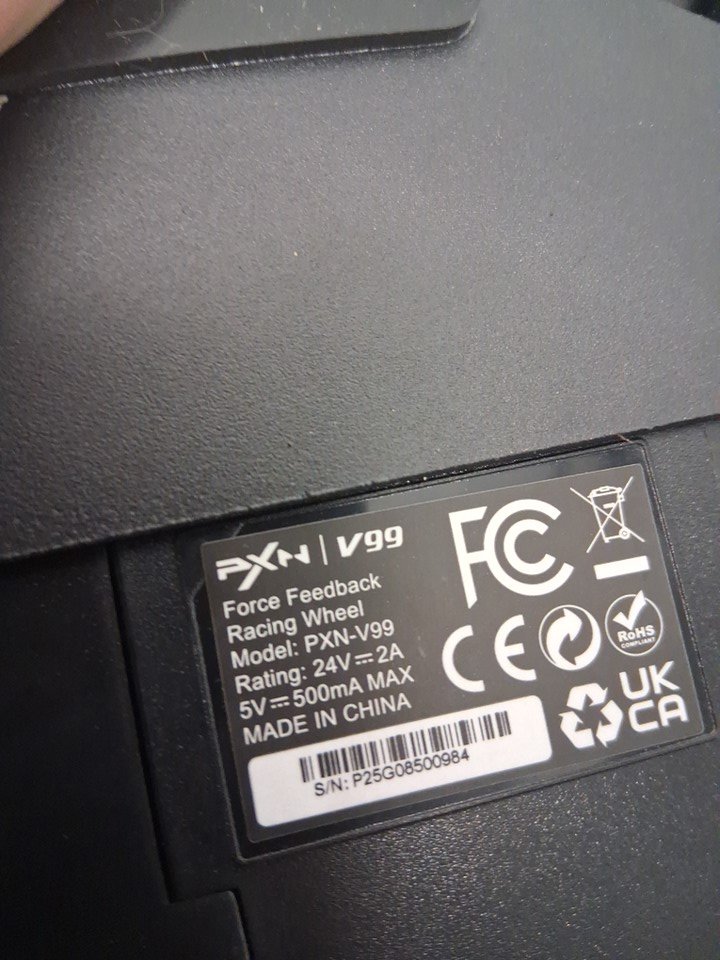 PXN | V99
Force Feedback
Racing Wheel
Model: PXN-V99
Rating: 24V⎓2A
5V⎓500mA MAX
MADE IN CHINA
S/N: P25G08500984
FC
CE
RoHS
COMPLIANT
UK
CA